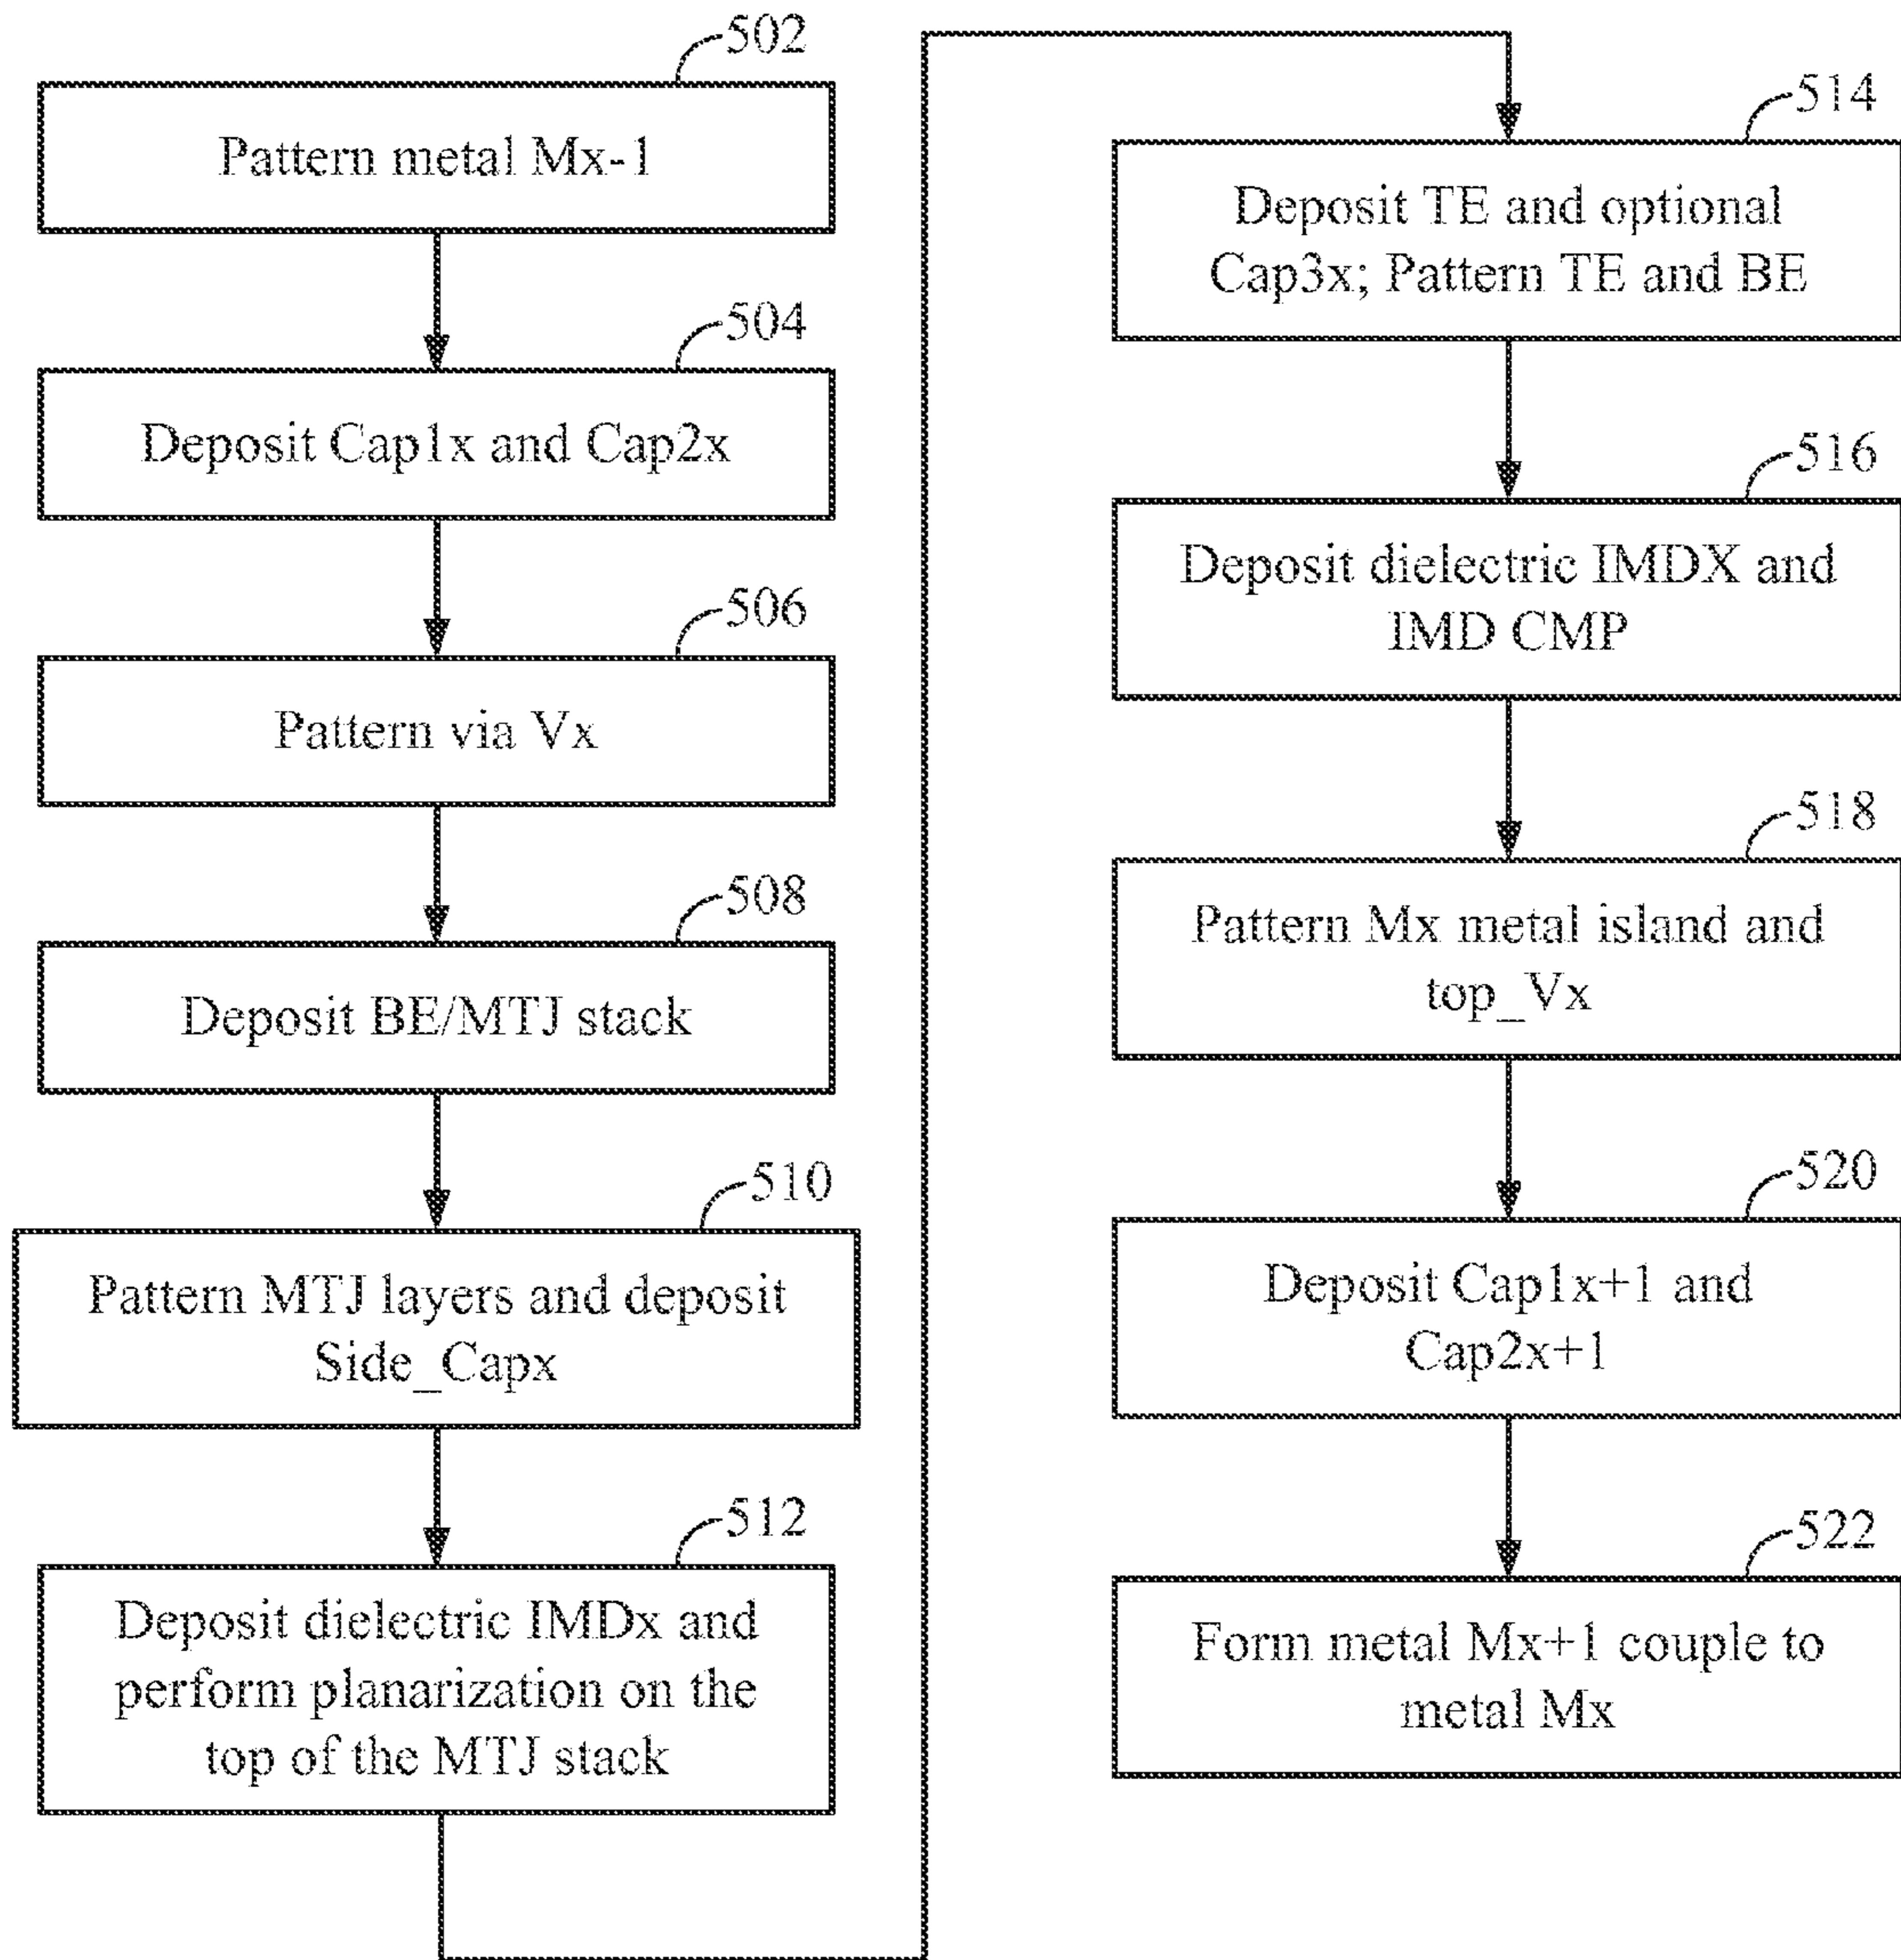 502
Pattern metal Mx-1
504
Deposit Cap1x and Cap2x
506
Pattern via Vx
508
Deposit BE/MTJ stack
510
Pattern MTJ layers and deposit
Side_Capx
512
Deposit dielectric IMDx and
perform planarization on the
top of the MTJ stack
514
Deposit TE and optional
Cap3x; Pattern TE and BE
516
Deposit dielectric IMDX and
IMD CMP
518
Pattern Mx metal island and
top_Vx
520
Deposit Cap1x+1 and
Cap2x+1
522
Form metal Mx+1 couple to
metal Mx